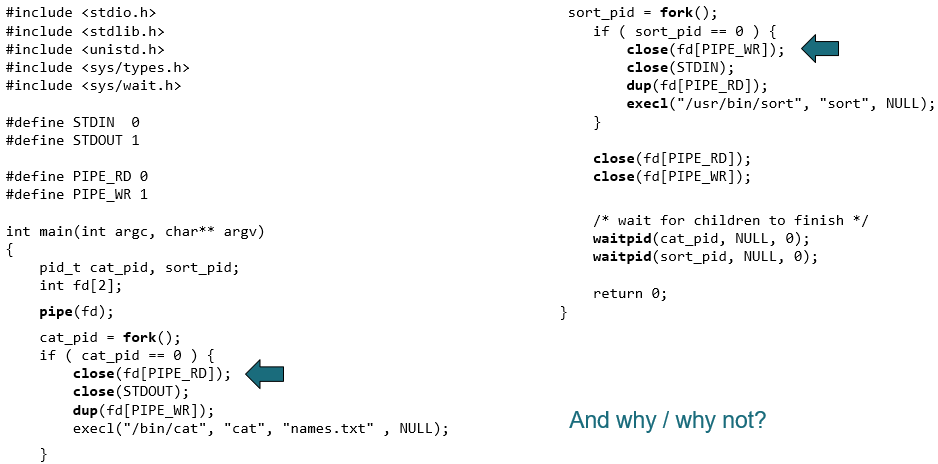 #include <stdio.h>
#include <stdlib.h>
#include <unistd.h>
#include <sys/types.h>
#include <sys/wait.h>

#define STDIN  0
#define STDOUT 1

#define PIPE_RD 0
#define PIPE_WR 1

int main(int argc, char** argv)
{
    pid_t cat_pid, sort_pid;
    int fd[2];
    pipe(fd);
    cat_pid = fork();
    if ( cat_pid == 0 ) {
        close(fd[PIPE_RD]);
        close(STDOUT);
        dup(fd[PIPE_WR]);
        execl("/bin/cat", "cat", "names.txt" , NULL);
    }
sort_pid = fork();
    if ( sort_pid == 0 ) {
        close(fd[PIPE_WR]);
        close(STDIN);
        dup(fd[PIPE_RD]);
        execl("/usr/bin/sort", "sort", NULL);
    }

    close(fd[PIPE_RD]);
    close(fd[PIPE_WR]);

    /* wait for children to finish */
    waitpid(cat_pid, NULL, 0);
    waitpid(sort_pid, NULL, 0);

    return 0;
}
And why / why not?